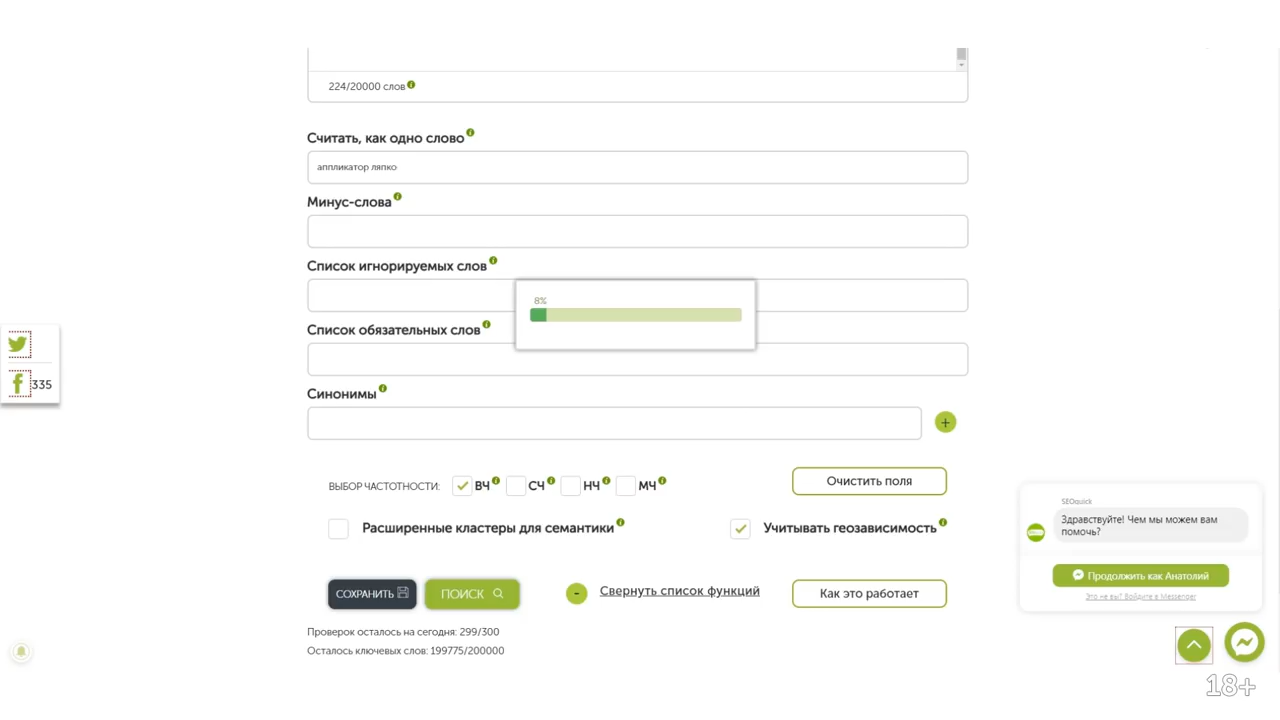 224/20000 слов
Считать, как одно слово
аппликатор ляпко
Минус-слова
Список игнорируемых слов
8%
Список обязательных слов
335
Синонимы
+
ВЫБОР ЧАСТОТНОСТИ: ВЧ СЧ НЧ МЧ
Очистить поля
Расширенные кластеры для семантики
Учитывать геозависимость
СОХРАНИТЬ
ПОИСК
-
Свернуть список функций
Как это работает
Проверок осталось на сегодня: 299/300
Осталось ключевых слов: 199775/200000
SEOquick
Здравствуйте! Чем мы можем вам
помочь?
Продолжить как Анатолий
Это не вы? Войдите в Messenger
18+